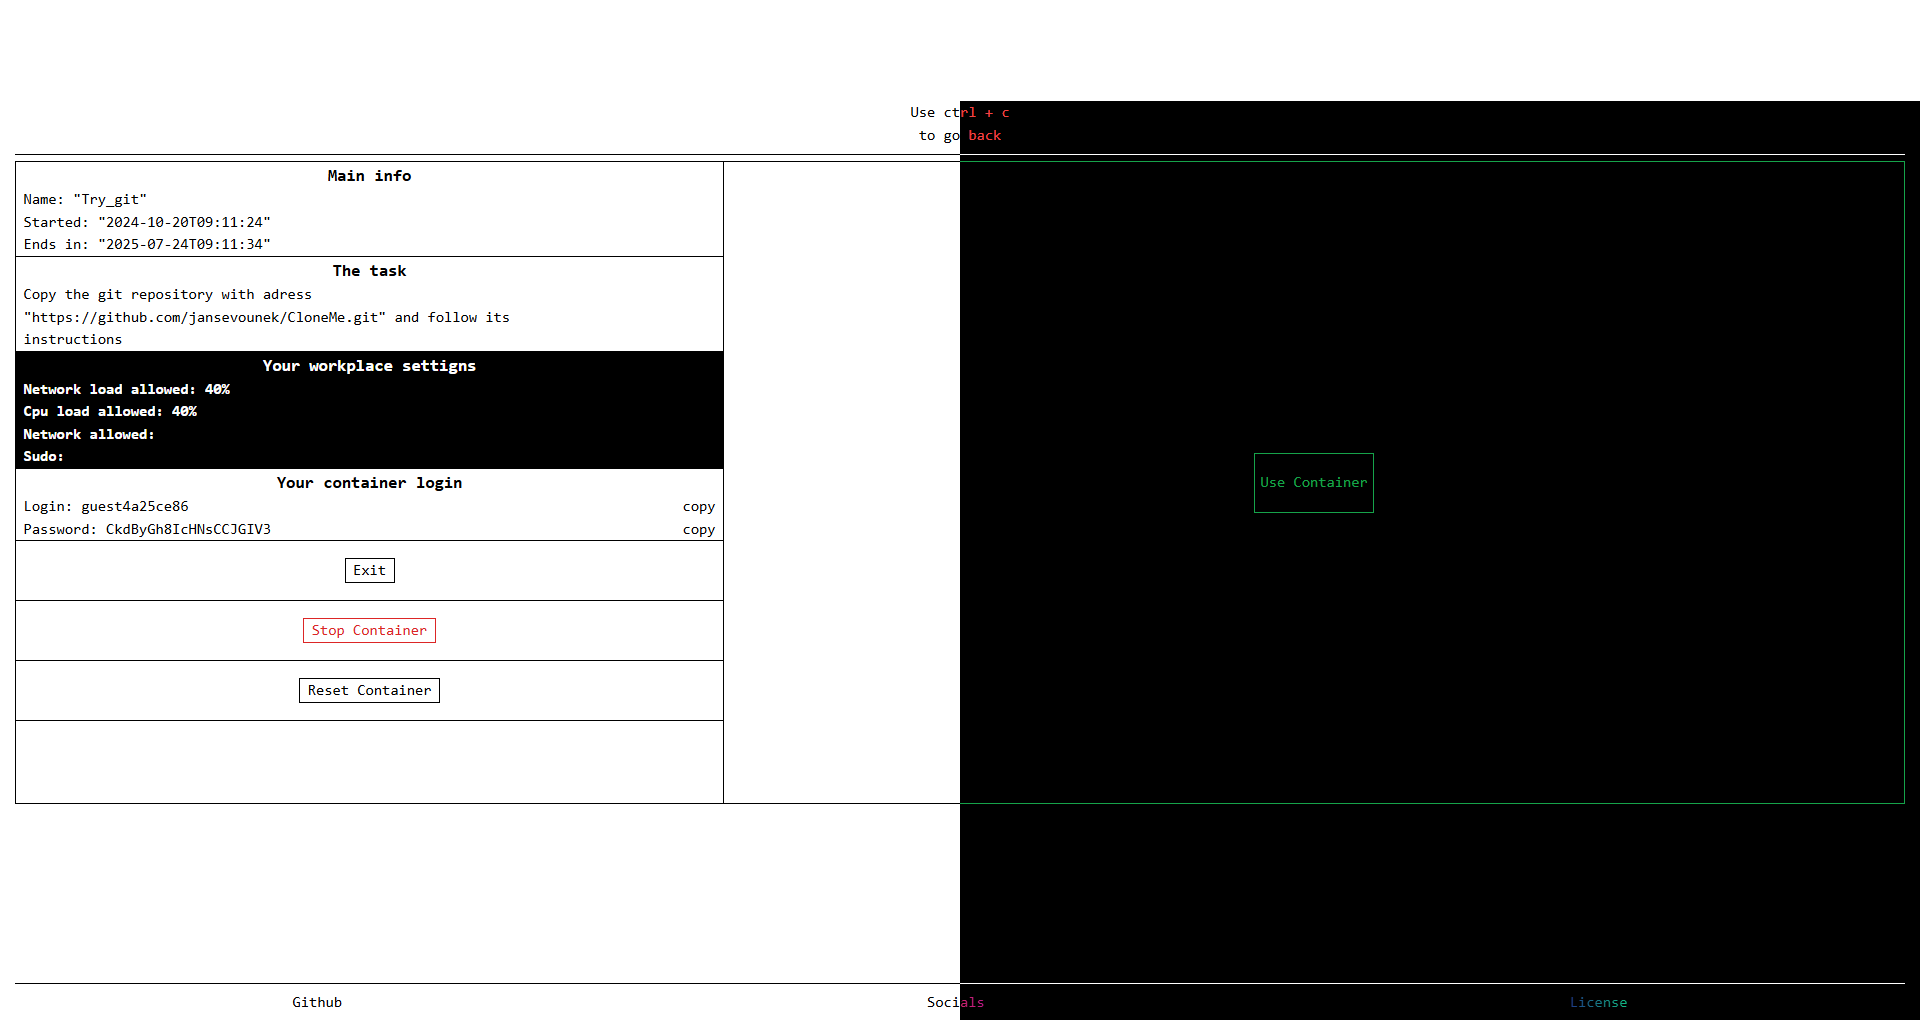 Use ctrl + c
to go back
Main info
Name: "Try_git"
Started: "2024-10-20T09:11:24"
Ends in: "2025-07-24T09:11:34"
The task
Copy the git repository with adress
"https://github.com/jansevounek/CloneMe.git" and follow its
instructions
Your workplace settigns
Network load allowed: 40%
Cpu load allowed: 40%
Network allowed:
Sudo:
Your container login
Login: guest4a25ce86 copy
Password: CkdByGh8IcHNsCCJGIV3 copy
Exit
Stop Container
Reset Container
Use Container
Github Socials License